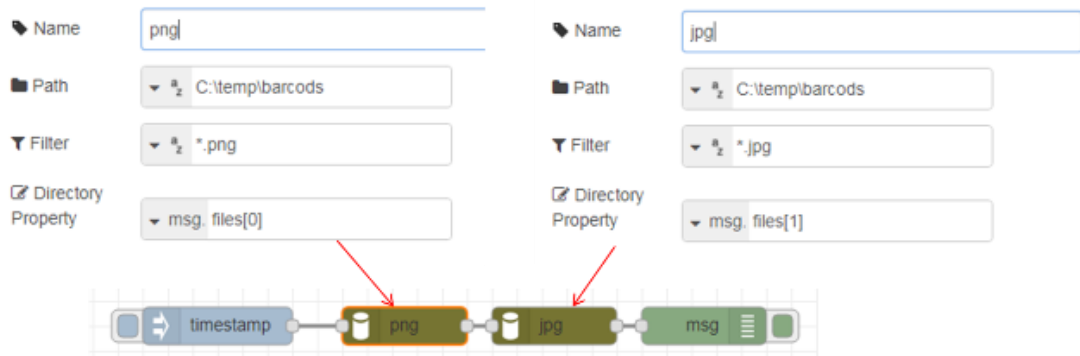 Name png
Path C:\temp\barcods
Filter *.png
Directory
Property msg. files[0]
Name jpg
Path C:\temp\barcods
Filter *.jpg
Directory
Property msg. files[1]
timestamp png jpg msg